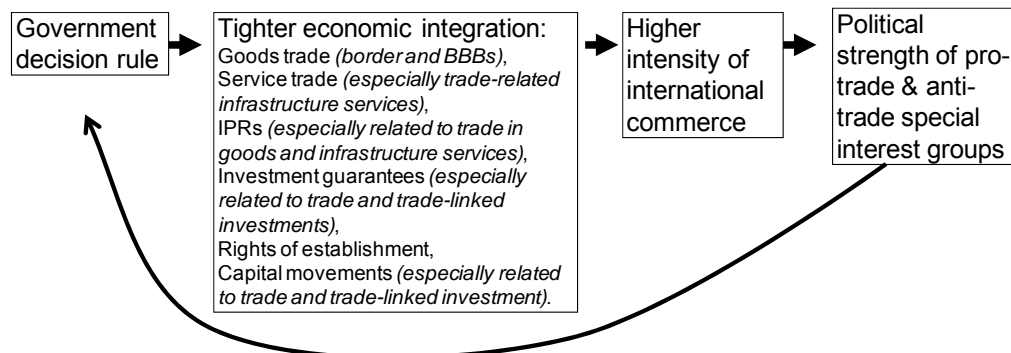 Government
decision rule
Tighter economic integration:
Goods trade (border and BBBs),
Service trade (especially trade-related
infrastructure services),
IPRs (especially related to trade in
goods and infrastructure services),
Investment guarantees (especially
related to trade and trade-linked
investments),
Rights of establishment,
Capital movements (especially related
to trade and trade-linked investment).
Higher
intensity of
international
commerce
Political
strength of pro-
trade & anti-
trade special
interest groups